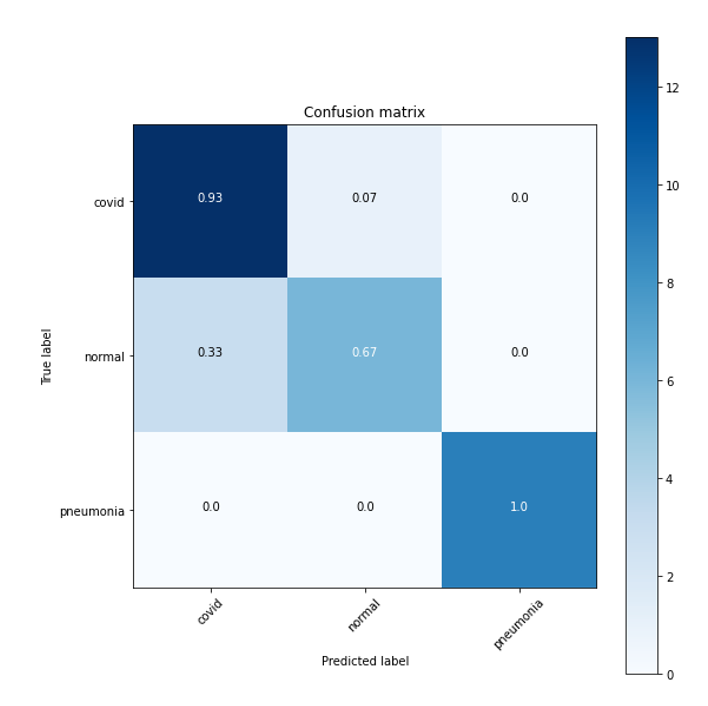 Confusion matrix
covid 0.93 0.07 0.0
normal 0.33 0.67 0.0
pneumonia 0.0 0.0 1.0
covid normal pneumonia
Predicted label
True label
12
10
8
6
4
2
0